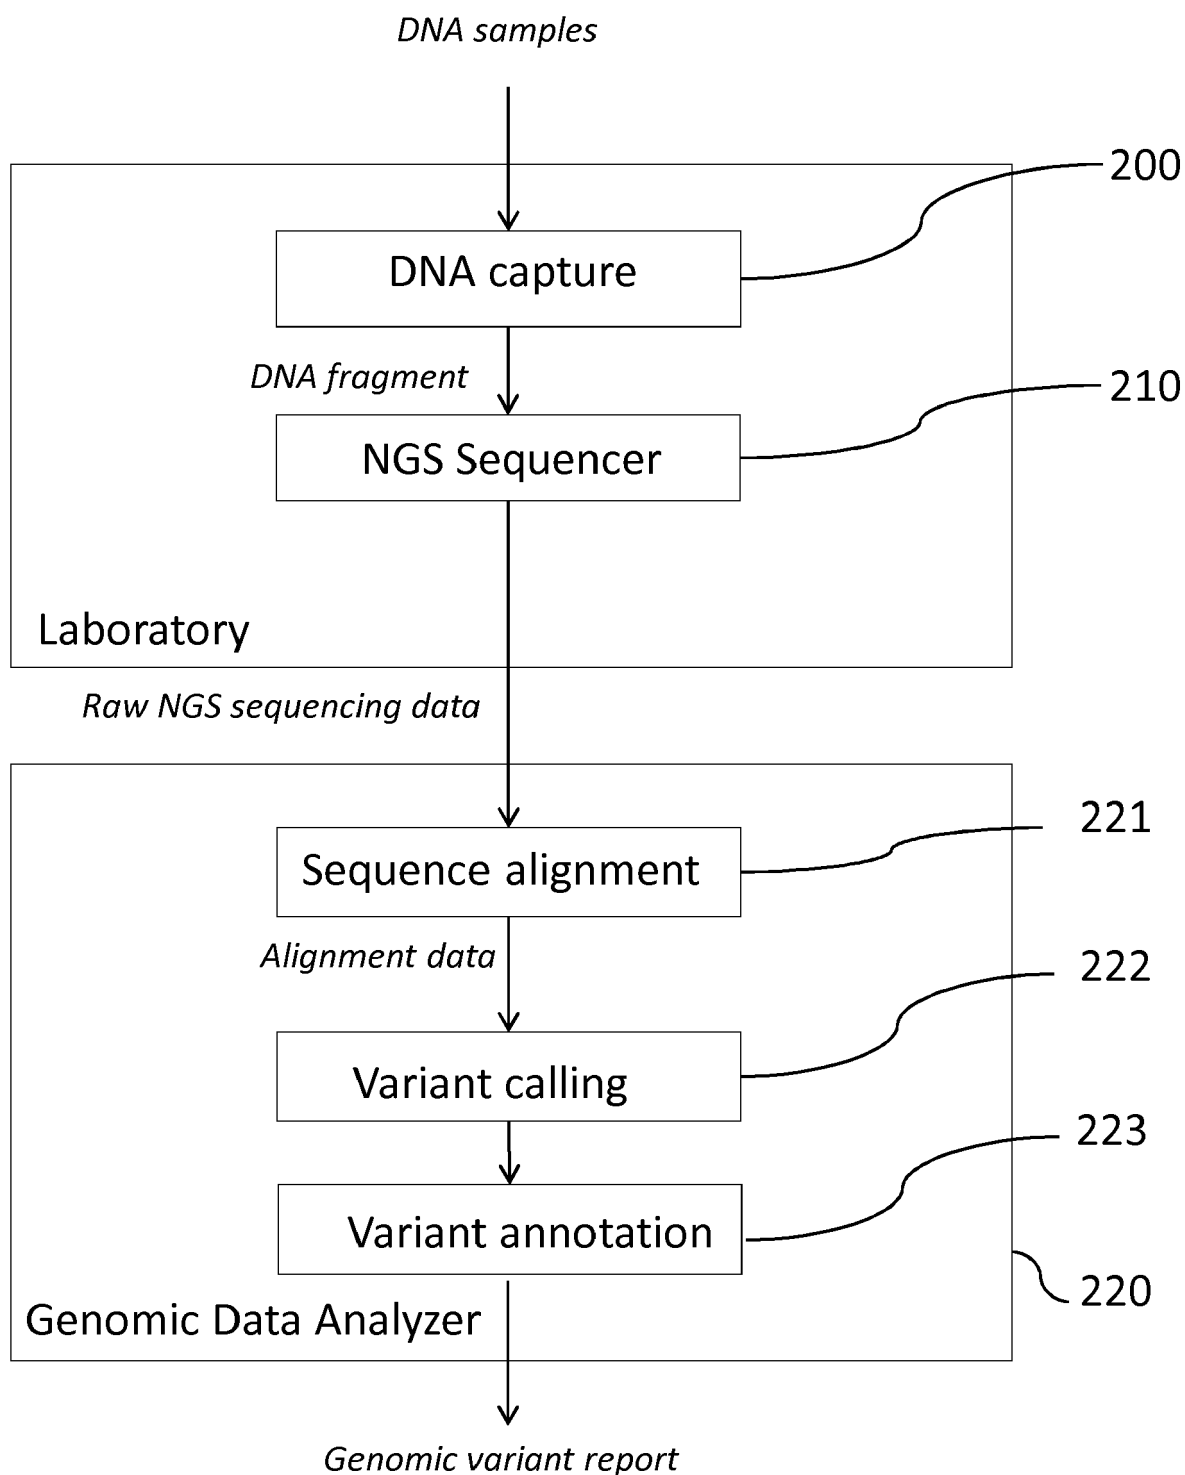 DNA samples
200
DNA capture
DNA fragment
210
NGS Sequencer
Laboratory
Raw NGS sequencing data
221
Sequence alignment
Alignment data
222
Variant calling
223
Variant annotation
220
Genomic Data Analyzer
Genomic variant report